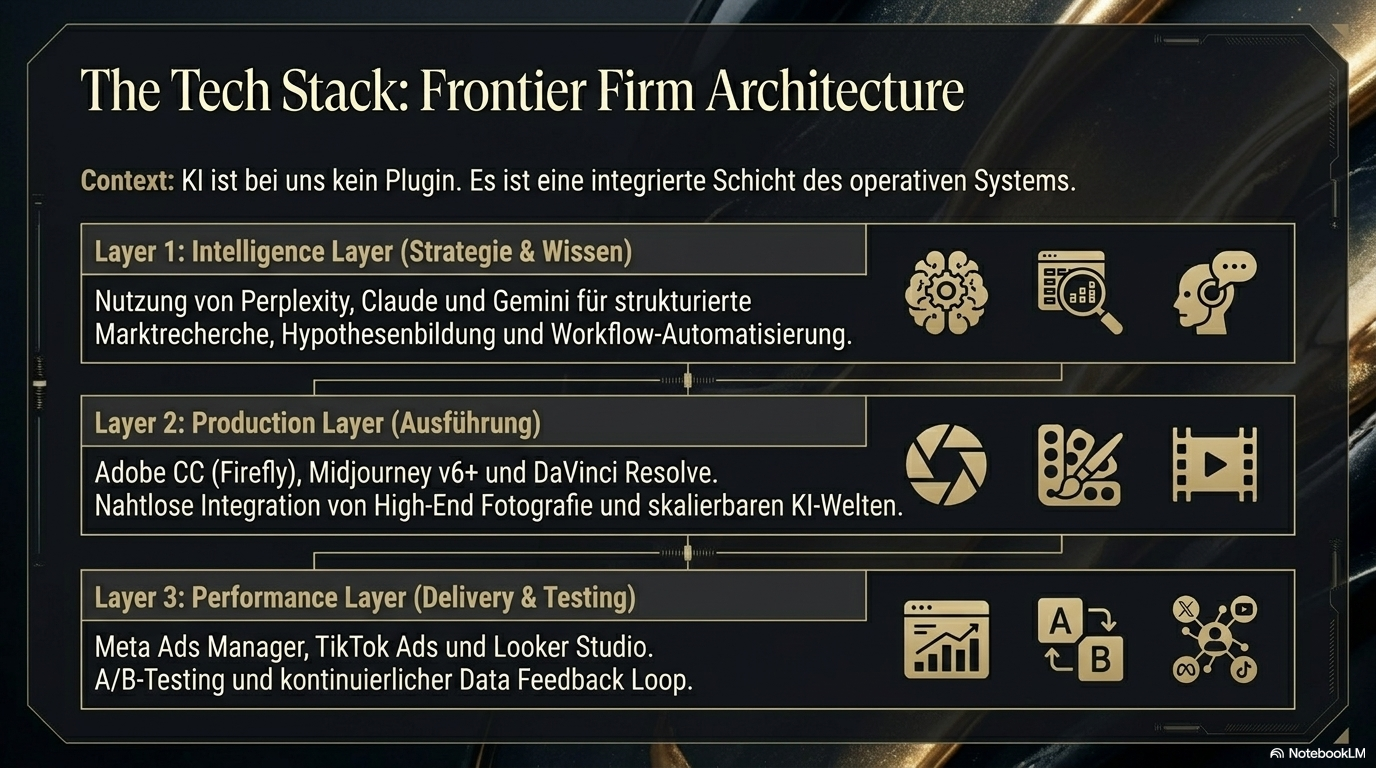 The Tech Stack: Frontier Firm Architecture
Context: KI ist bei uns kein Plugin. Es ist eine integrierte Schicht des operativen Systems.
Layer 1: Intelligence Layer (Strategie & Wissen)
Nutzung von Perplexity, Claude und Gemini für strukturierte
Marktrecherche, Hypothesenbildung und Workflow-Automatisierung.
Layer 2: Production Layer (Ausführung)
Adobe CC (Firefly), Midjourney v6+ und DaVinci Resolve.
Nahtlose Integration von High-End Fotografie und skalierbaren KI-Welten.
Layer 3: Performance Layer (Delivery & Testing)
Meta Ads Manager, TikTok Ads und Looker Studio.
A/B-Testing und kontinuierlicher Data Feedback Loop.
A
B
NotebookLM